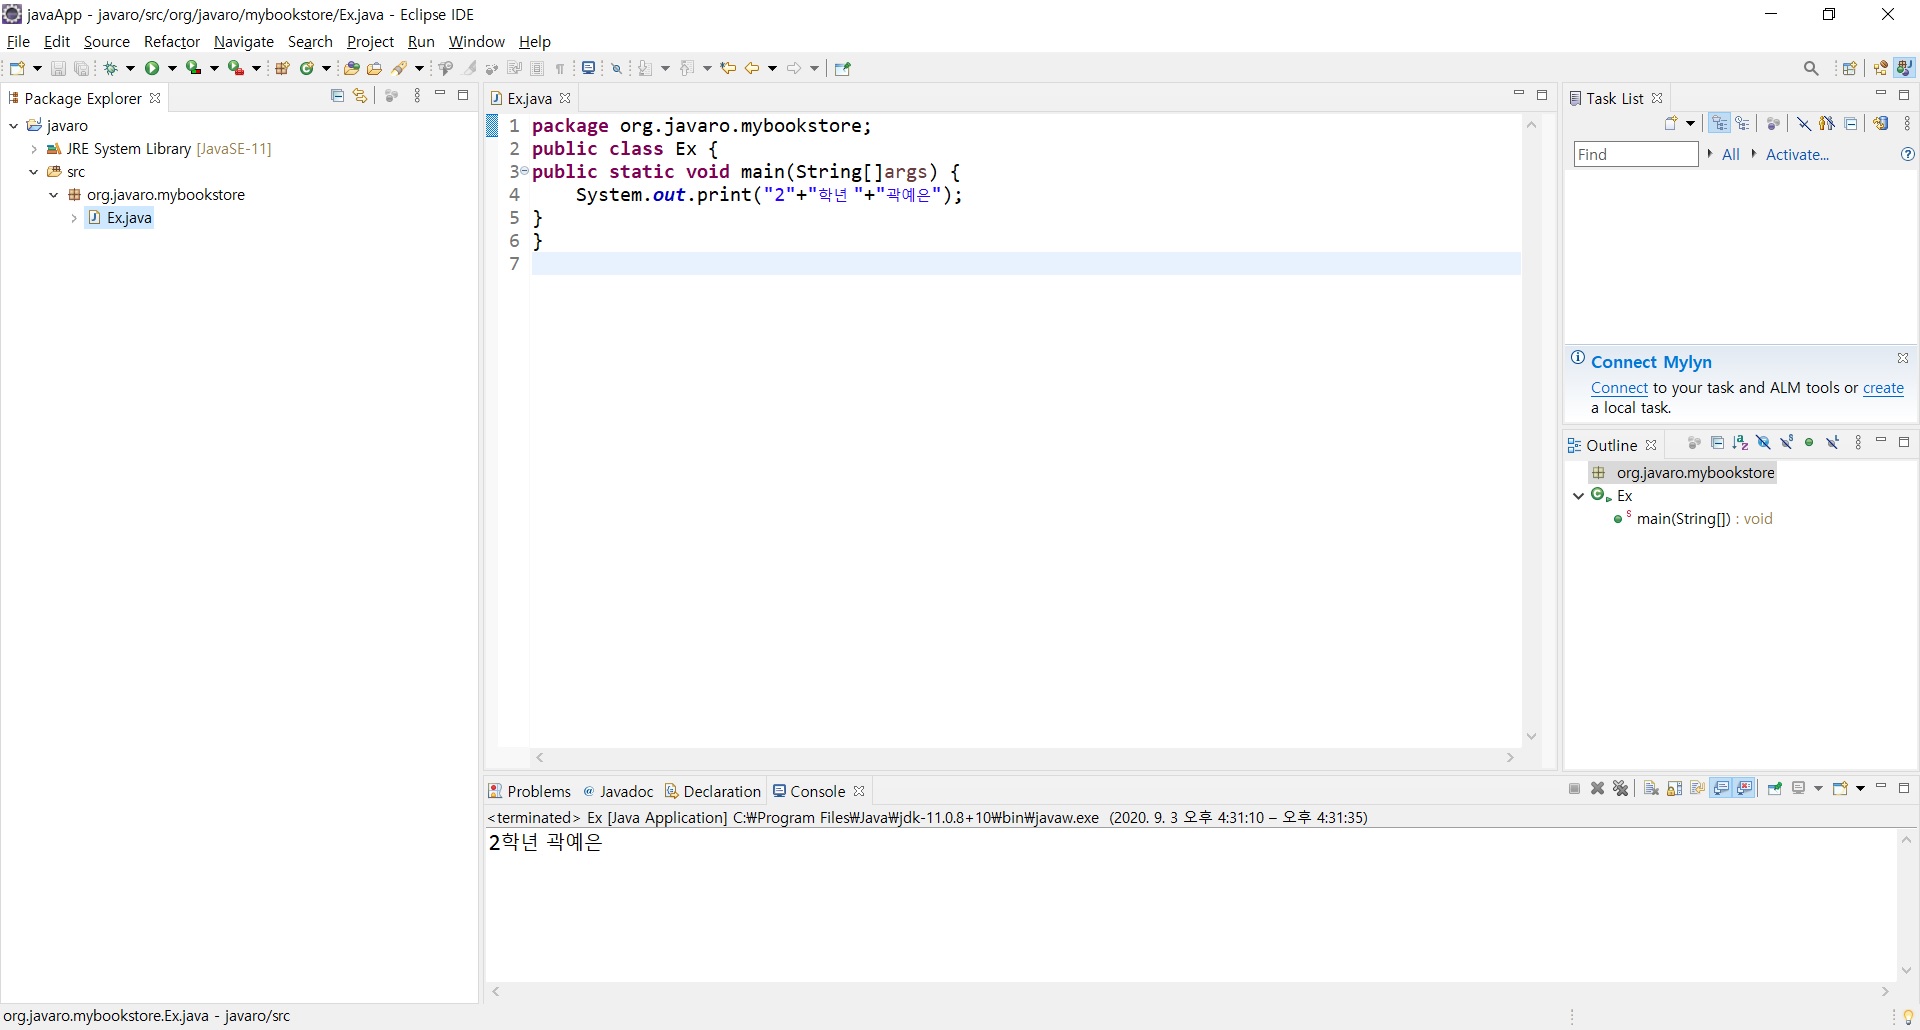 javaApp - javaro/src/org/javaro/mybookstore/Ex.java - Eclipse IDE
File Edit Source Refactor Navigate Search Project Run Window Help
Package Explorer
javaro
JRE System Library [JavaSE-11]
src
org.javaro.mybookstore
Ex.java
Ex.java
1 package org.javaro.mybookstore;
2 public class Ex {
3 public static void main(String[]args) {
4     System.out.print("2"+"학년 "+"곽예은");
5 }
6 }
7
Task List
Find All Activate...
Connect Mylyn
Connect to your task and ALM tools or create
a local task.
Outline
org.javaro.mybookstore
Ex
main(String[]) : void
Problems @ Javadoc Declaration Console
<terminated> Ex [Java Application] C:₩Program Files₩Java₩jdk-11.0.8+10₩bin₩javaw.exe (2020. 9. 3 오후 4:31:10 – 오후 4:31:35)
2학년 곽예은
org.javaro.mybookstore.Ex.java - javaro/src